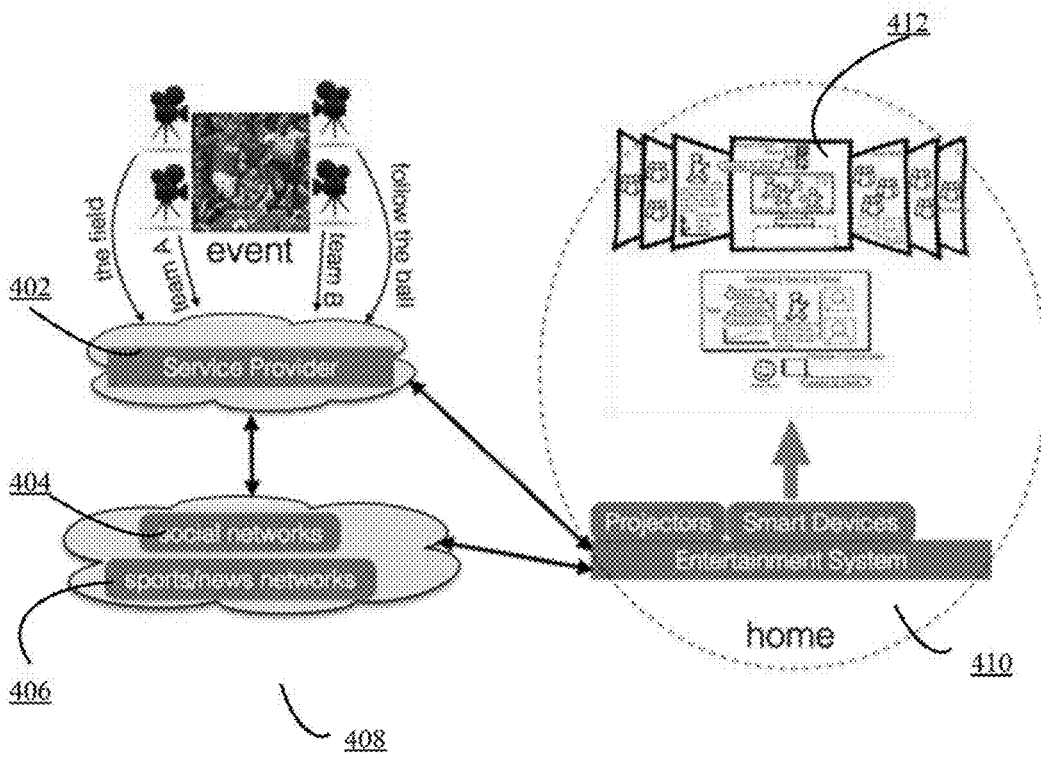 412
the field
team A
event
team B
follow the ball
402
Service Provider
404
social networks
sports/news networks
406
408
Projectors
Smart Devices
Entertainment System
home
410